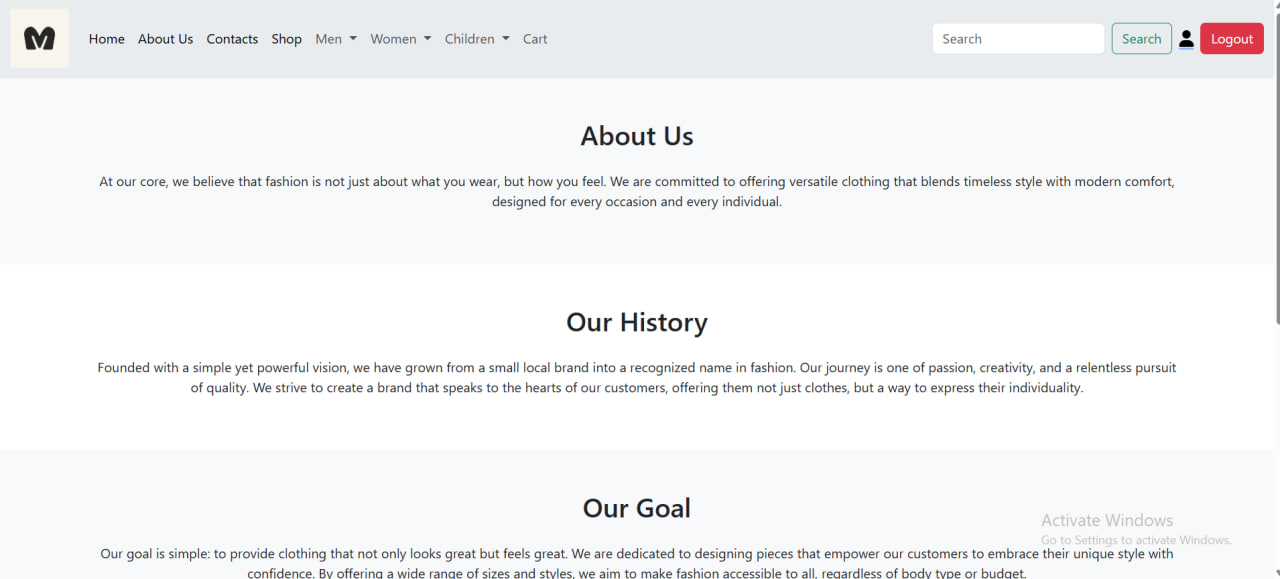 M
Home About Us Contacts Shop Men Women Children Cart Search Search Logout
About Us
At our core, we believe that fashion is not just about what you wear, but how you feel. We are committed to offering versatile clothing that blends timeless style with modern comfort,
designed for every occasion and every individual.
Our History
Founded with a simple yet powerful vision, we have grown from a small local brand into a recognized name in fashion. Our journey is one of passion, creativity, and a relentless pursuit
of quality. We strive to create a brand that speaks to the hearts of our customers, offering them not just clothes, but a way to express their individuality.
Our Goal
Our goal is simple: to provide clothing that not only looks great but feels great. We are dedicated to designing pieces that empower our customers to embrace their unique style with
confidence. By offering a wide range of sizes and styles, we aim to make fashion accessible to all, regardless of body type or budget.
Activate Windows
Go to Settings to activate Windows.